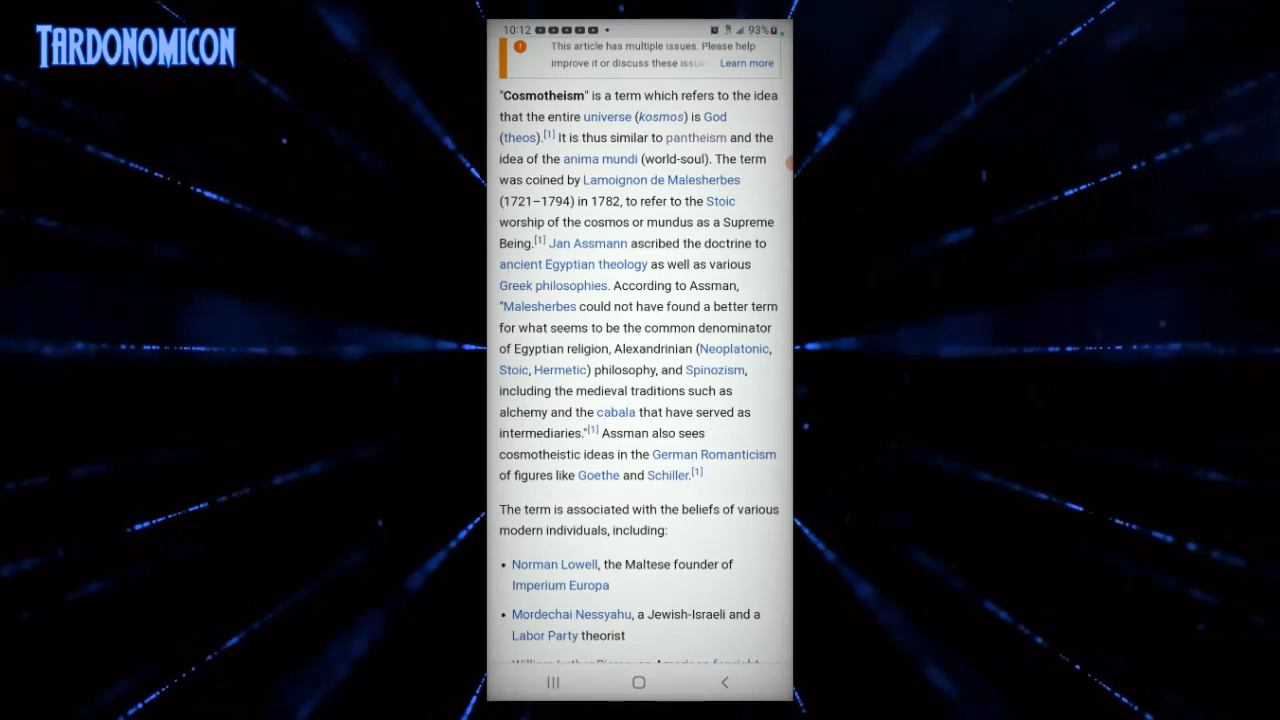 TARDONOMICON
10:12
93%
This article has multiple issues. Please help
improve it or discuss these issue Learn more
"Cosmotheism" is a term which refers to the idea
that the entire universe (kosmos) is God
(theos).[1] It is thus similar to pantheism and the
idea of the anima mundi (world-soul). The term
was coined by Lamoignon de Malesherbes
(1721–1794) in 1782, to refer to the Stoic
worship of the cosmos or mundus as a Supreme
Being.[1] Jan Assmann ascribed the doctrine to
ancient Egyptian theology as well as various
Greek philosophies. According to Assman,
"Malesherbes could not have found a better term
for what seems to be the common denominator
of Egyptian religion, Alexandrinian (Neoplatonic,
Stoic, Hermetic) philosophy, and Spinozism,
including the medieval traditions such as
alchemy and the cabala that have served as
intermediaries."[1] Assman also sees
cosmotheistic ideas in the German Romanticism
of figures like Goethe and Schiller.[1]
The term is associated with the beliefs of various
modern individuals, including:
• Norman Lowell, the Maltese founder of
Imperium Europa
• Mordechai Nessyahu, a Jewish-Israeli and a
Labor Party theorist